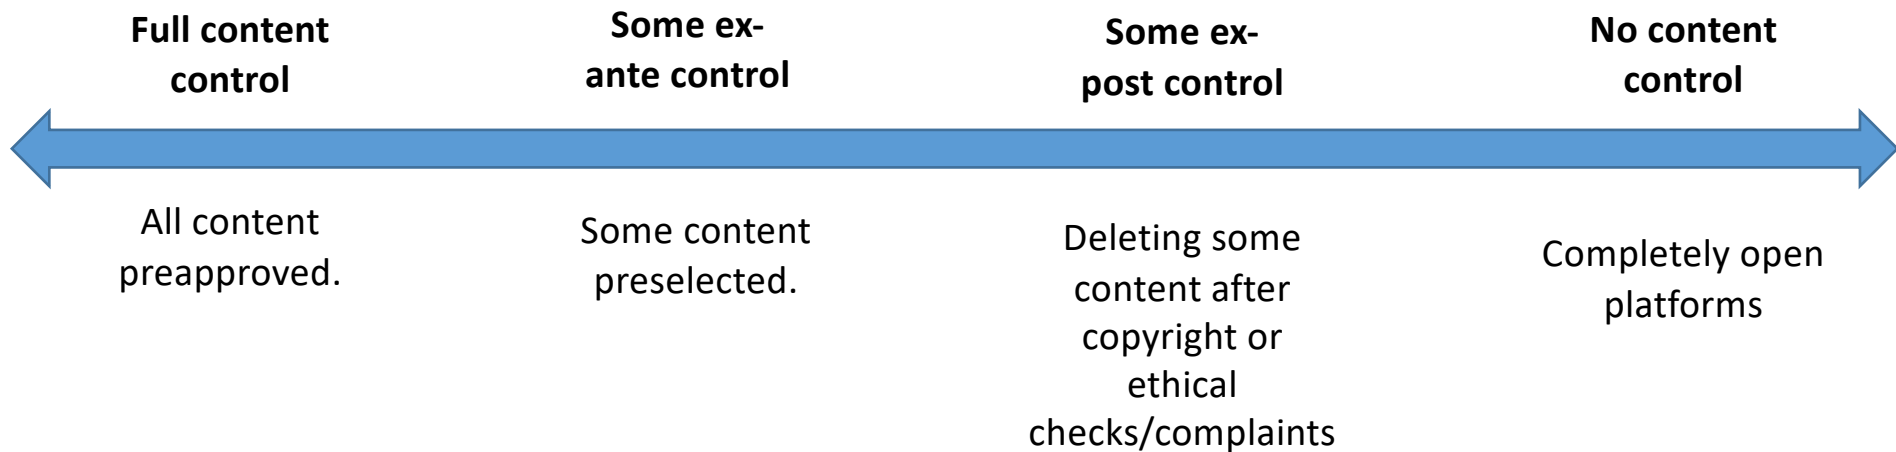 Full content
control
Some ex-
ante control
Some ex-
post control
No content
control
All content
preapproved.
Some content
preselected.
Deleting some
content after
copyright or
ethical
checks/complaints
Completely open
platforms